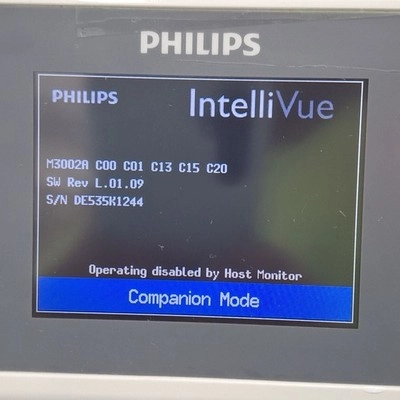 PHILIPS
PHILIPS IntelliVue
M3002A C00 C01 C13 C15 C20
SW Rev L.01.09
S/N DE535K1244
Operating disabled by Host Monitor
Companion Mode